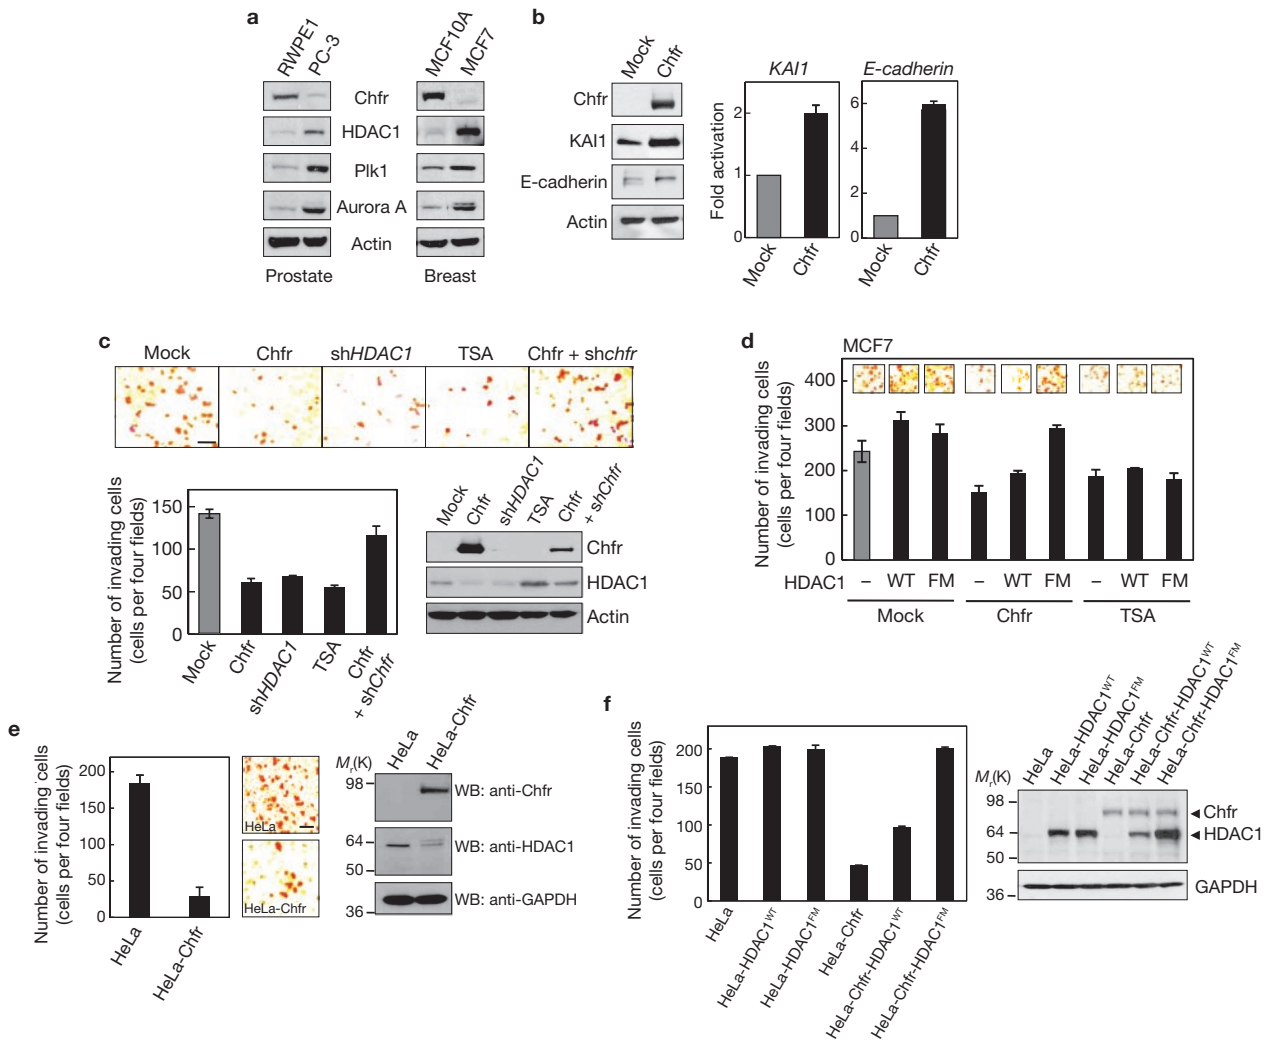 a
RWPE1
PC-3
MCF10A
MCF7
Chfr
HDAC1
Plk1
Aurora A
Actin
Prostate
Breast
b
Mock
Chfr
Chfr
KAI1
E-cadherin
Actin
KAI1
Fold activation
2
1
0
Mock
Chfr
E-cadherin
6
4
2
0
Mock
Chfr
c
Mock
Chfr
shHDAC1
TSA
Chfr + shchfr
Number of invading cells
(cells per four fields)
150
100
50
0
Mock
Chfr
shHDAC1
TSA
Chfr
+ shChfr
Mock
Chfr
shHDAC1
TSA
Chfr
+ shChfr
Chfr
HDAC1
Actin
d
MCF7
Number of invading cells
(cells per four fields)
400
300
200
100
0
HDAC1
– WT FM – WT FM – WT FM
Mock
Chfr
TSA
e
Number of invading cells
(cells per four fields)
200
150
100
50
0
HeLa
HeLa-Chfr
HeLa
HeLa-Chfr
HeLa
HeLa-Chfr
Mr(K)
98
WB: anti-Chfr
64
WB: anti-HDAC1
50
WB: anti-GAPDH
36
f
Number of invading cells
(cells per four fields)
200
150
100
50
0
HeLa
HeLa-HDAC1WT
HeLa-HDAC1FM
HeLa-Chfr
HeLa-Chfr-HDAC1WT
HeLa-Chfr-HDAC1FM
HeLa
HeLa-HDAC1WT
HeLa-HDAC1FM
HeLa-Chfr
HeLa-Chfr-HDAC1WT
HeLa-Chfr-HDAC1FM
Mr(K)
98
Chfr
64
HDAC1
50
GAPDH
36